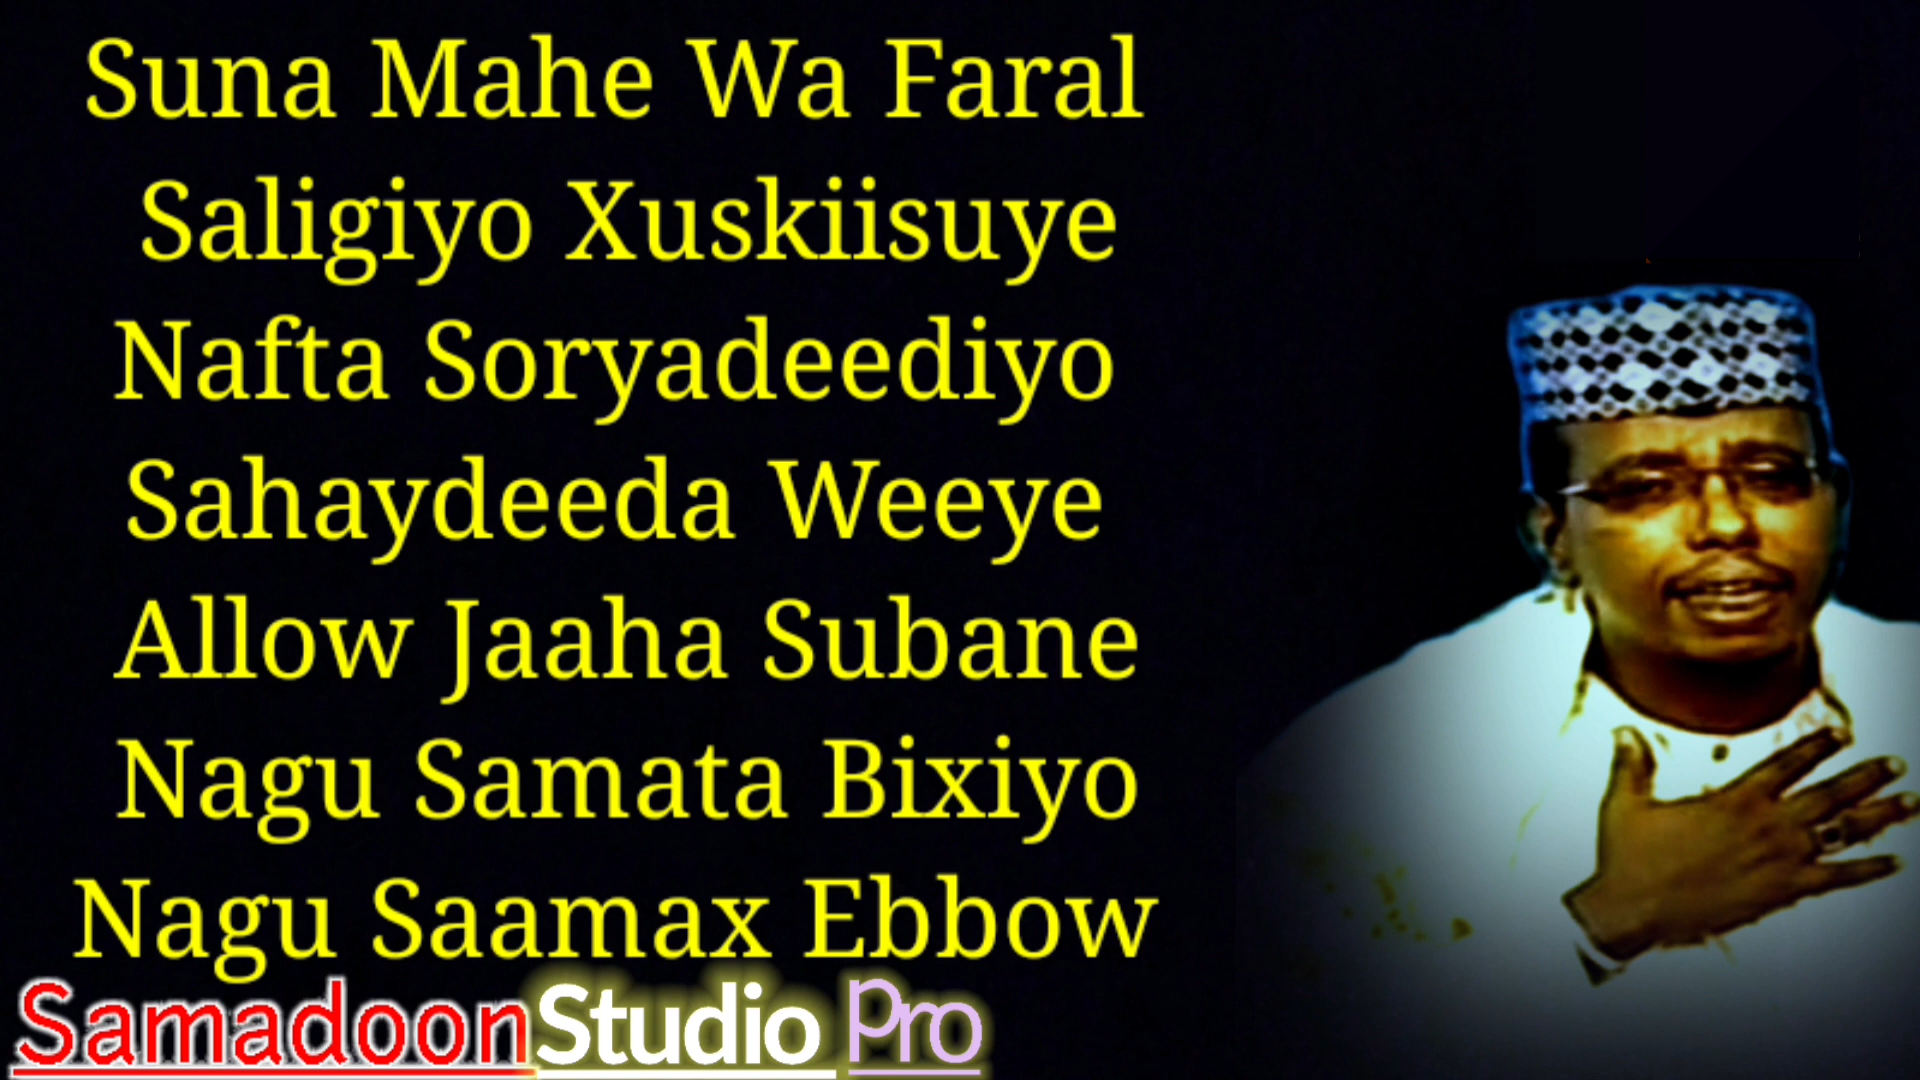 Suna Mahe Wa Faral
Saligiyo Xuskiisuye
Nafta Soryadeediyo
Sahaydeeda Weeye
Allow Jaaha Subane
Nagu Samata Bixiyo
Nagu Saamax Ebbow
SamadoonStudio Pro